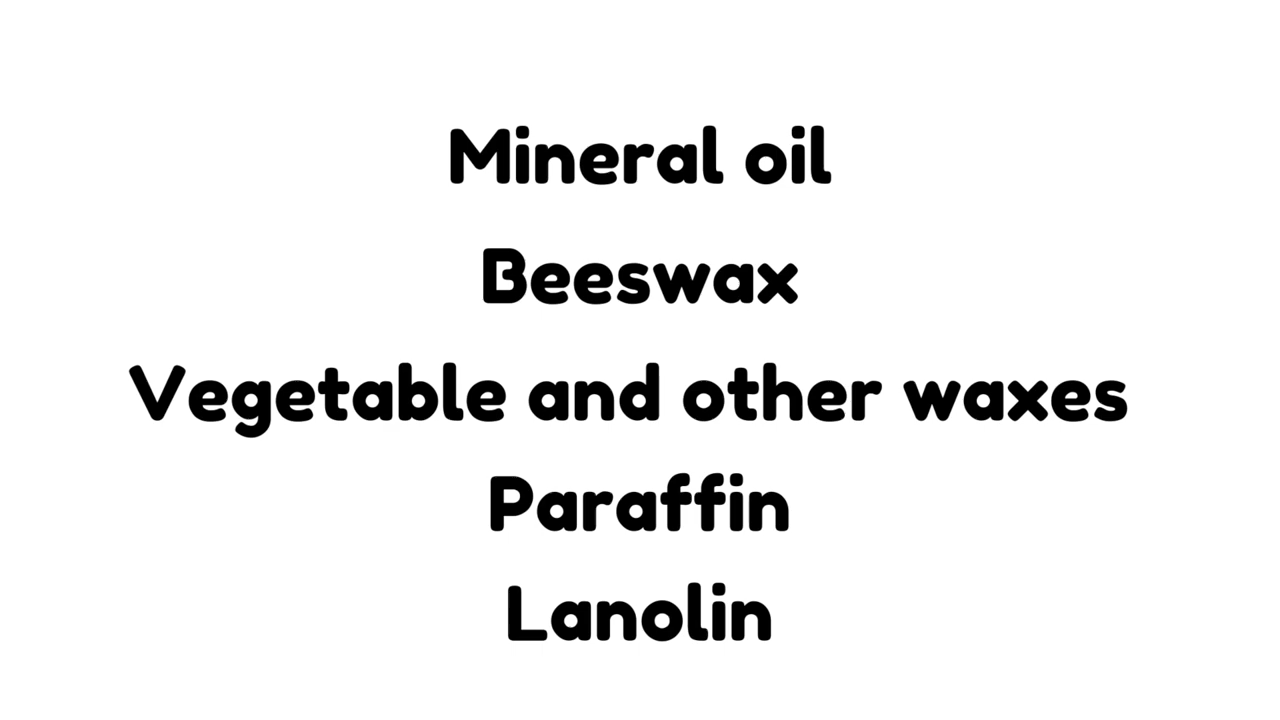 Mineral oil
Beeswax
Vegetable and other waxes
Paraffin
Lanolin